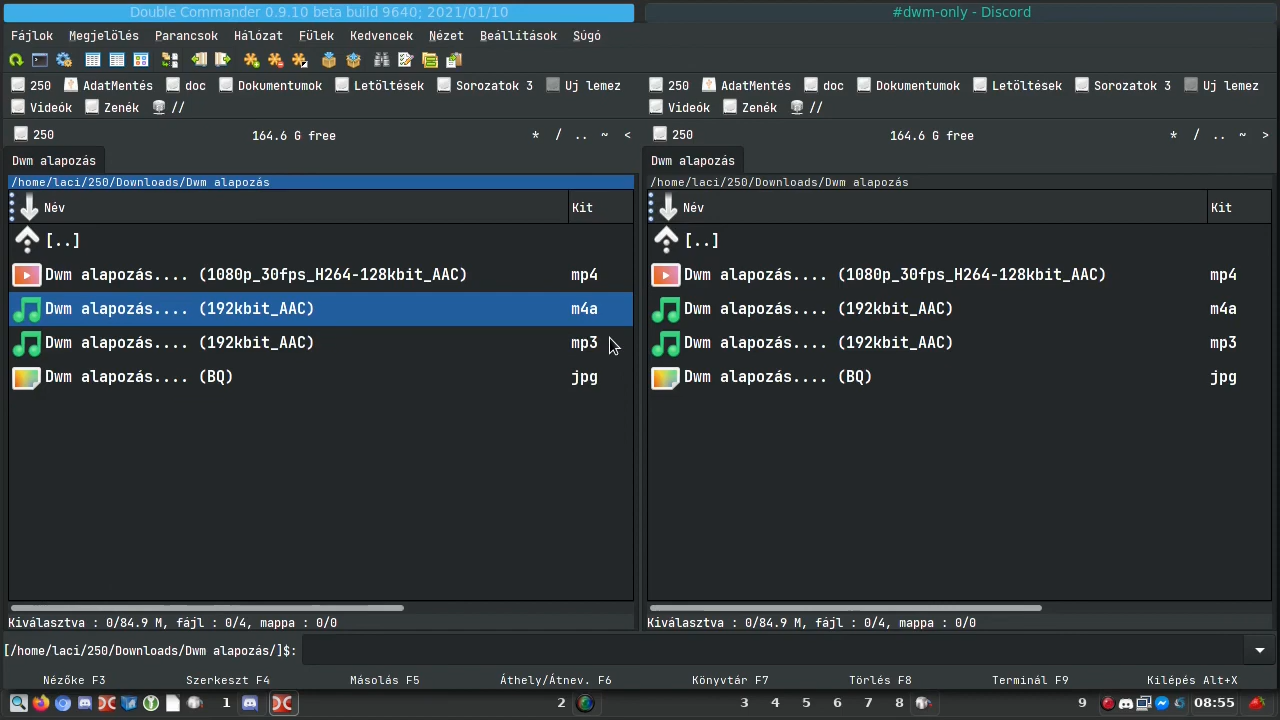 Double Commander 0.9.10 beta build 9640; 2021/01/10
#dwm-only - Discord
Fájlok Megjelölés Parancsok Hálózat Fülek Kedvencek Nézet Beállítások Súgó
250 AdatMentés doc Dokumentumok Letöltések Sorozatok 3 Uj lemez
Videók Zenék //
250 AdatMentés doc Dokumentumok Letöltések Sorozatok 3 Uj lemez
Videók Zenék //
250 164.6 G free * / .. ~ <
250 164.6 G free * / .. ~ >
Dwm alapozás
/home/laci/250/Downloads/Dwm alapozás
Név Kit
[..]
Dwm alapozás.... (1080p_30fps_H264-128kbit_AAC) mp4
Dwm alapozás.... (192kbit_AAC) m4a
Dwm alapozás.... (192kbit_AAC) mp3
Dwm alapozás.... (BQ) jpg
Kiválasztva : 0/84.9 M, fájl : 0/4, mappa : 0/0
Dwm alapozás
/home/laci/250/Downloads/Dwm alapozás
Név Kit
[..]
Dwm alapozás.... (1080p_30fps_H264-128kbit_AAC) mp4
Dwm alapozás.... (192kbit_AAC) m4a
Dwm alapozás.... (192kbit_AAC) mp3
Dwm alapozás.... (BQ) jpg
Kiválasztva : 0/84.9 M, fájl : 0/4, mappa : 0/0
[/home/laci/250/Downloads/Dwm alapozás/]$:
Nézőke F3 Szerkeszt F4 Másolás F5 Áthely/Átnev. F6 Könyvtár F7 Törlés F8 Terminál F9 Kilépés Alt+X
1 2 3 4 5 6 7 8 9 08:55